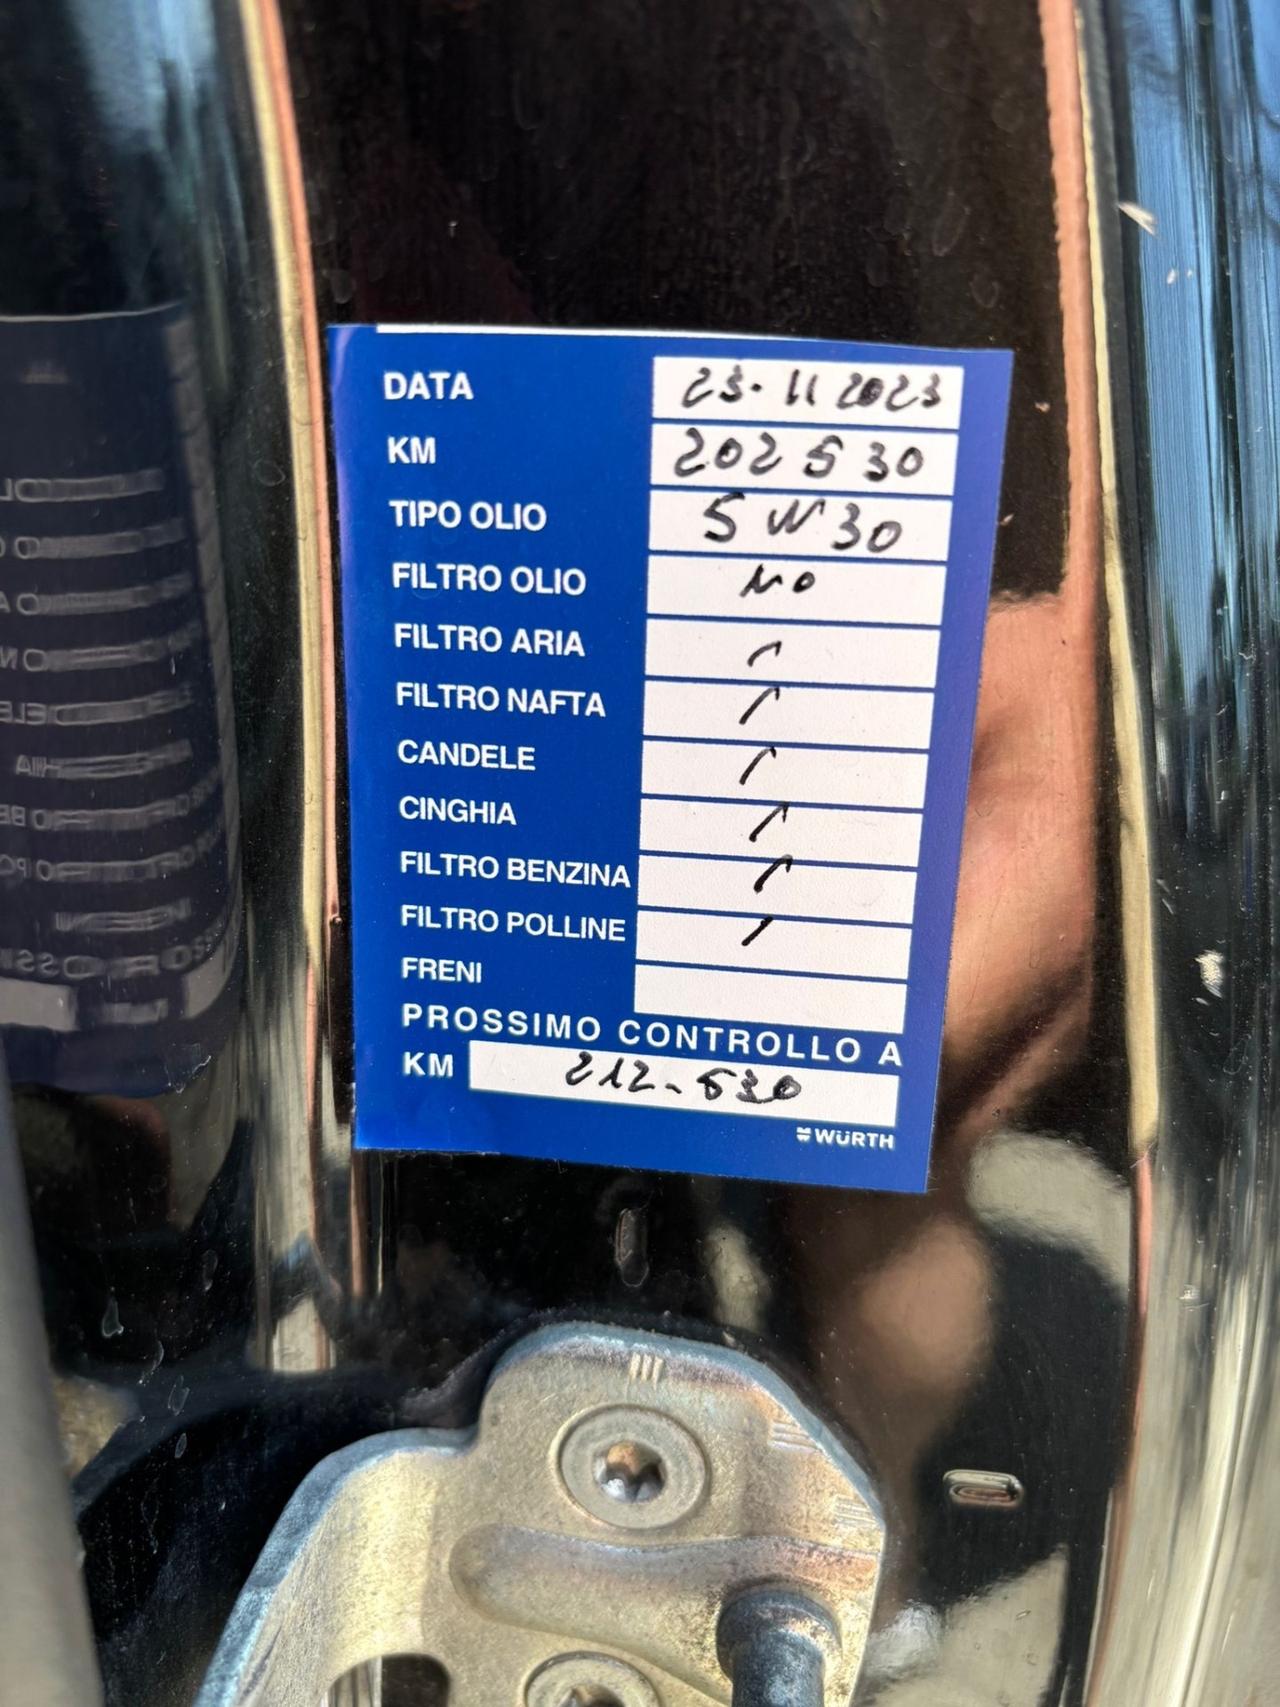 DATA 23-11 2023
KM 202530
TIPO OLIO 5W30
FILTRO OLIO NO
FILTRO ARIA
FILTRO NAFTA
CANDELE
CINGHIA
FILTRO BENZINA
FILTRO POLLINE
FRENI
PROSSIMO CONTROLLO A
KM 212-530
WÜRTH